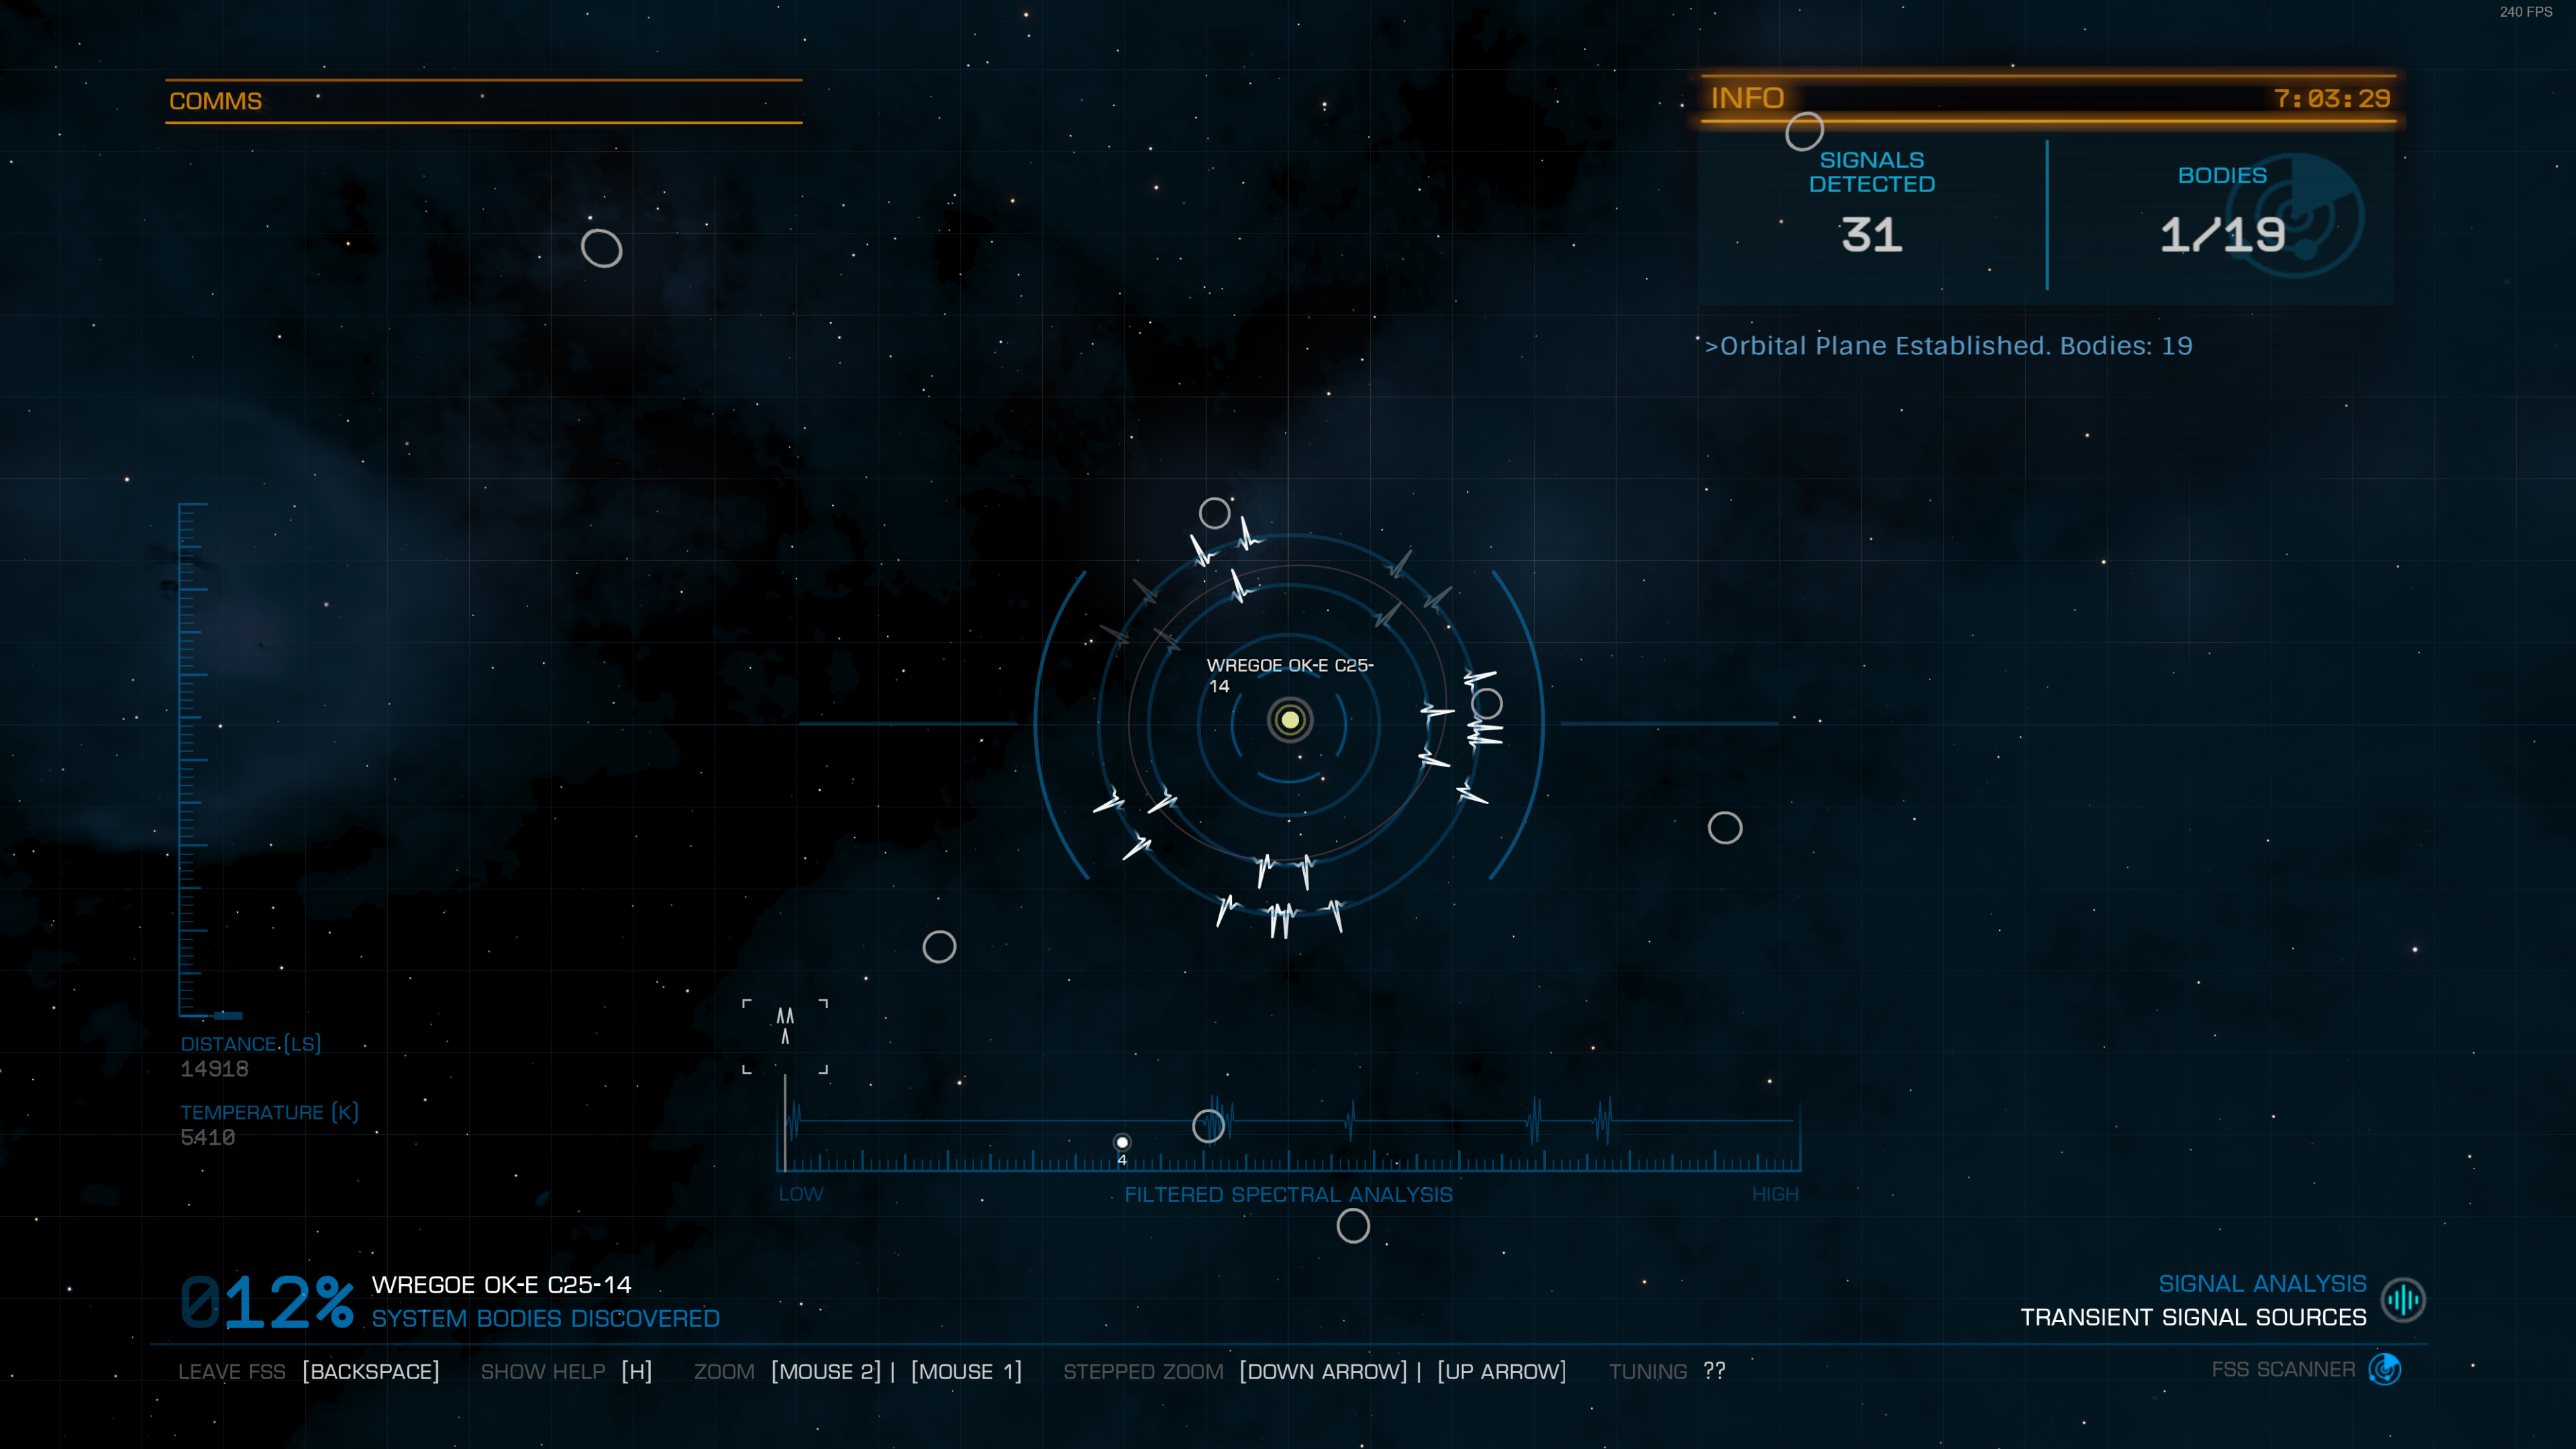 240 FPS
COMMS
INFO 7:03:29
SIGNALS
DETECTED
31
BODIES
1/19
>Orbital Plane Established. Bodies: 19
WREGOE OK-E C25-
14
DISTANCE (LS)
14918
TEMPERATURE (K)
5410
4
LOW FILTERED SPECTRAL ANALYSIS HIGH
012% WREGOE OK-E C25-14
SYSTEM BODIES DISCOVERED
SIGNAL ANALYSIS
TRANSIENT SIGNAL SOURCES
LEAVE FSS [BACKSPACE] SHOW HELP [H] ZOOM [MOUSE 2] | [MOUSE 1] STEPPED ZOOM [DOWN ARROW] | [UP ARROW] TUNING ??
FSS SCANNER